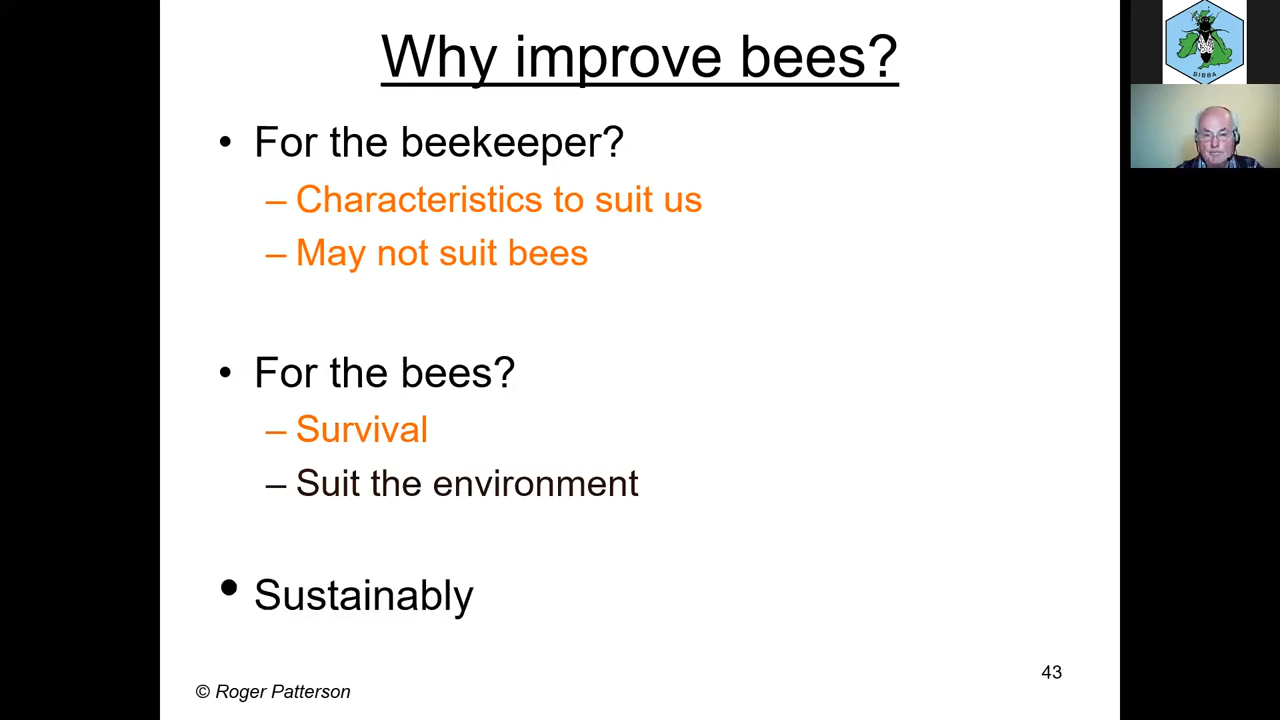 Why improve bees?
• For the beekeeper?
– Characteristics to suit us
– May not suit bees
• For the bees?
– Survival
– Suit the environment
• Sustainably
43
© Roger Patterson
BIBBA